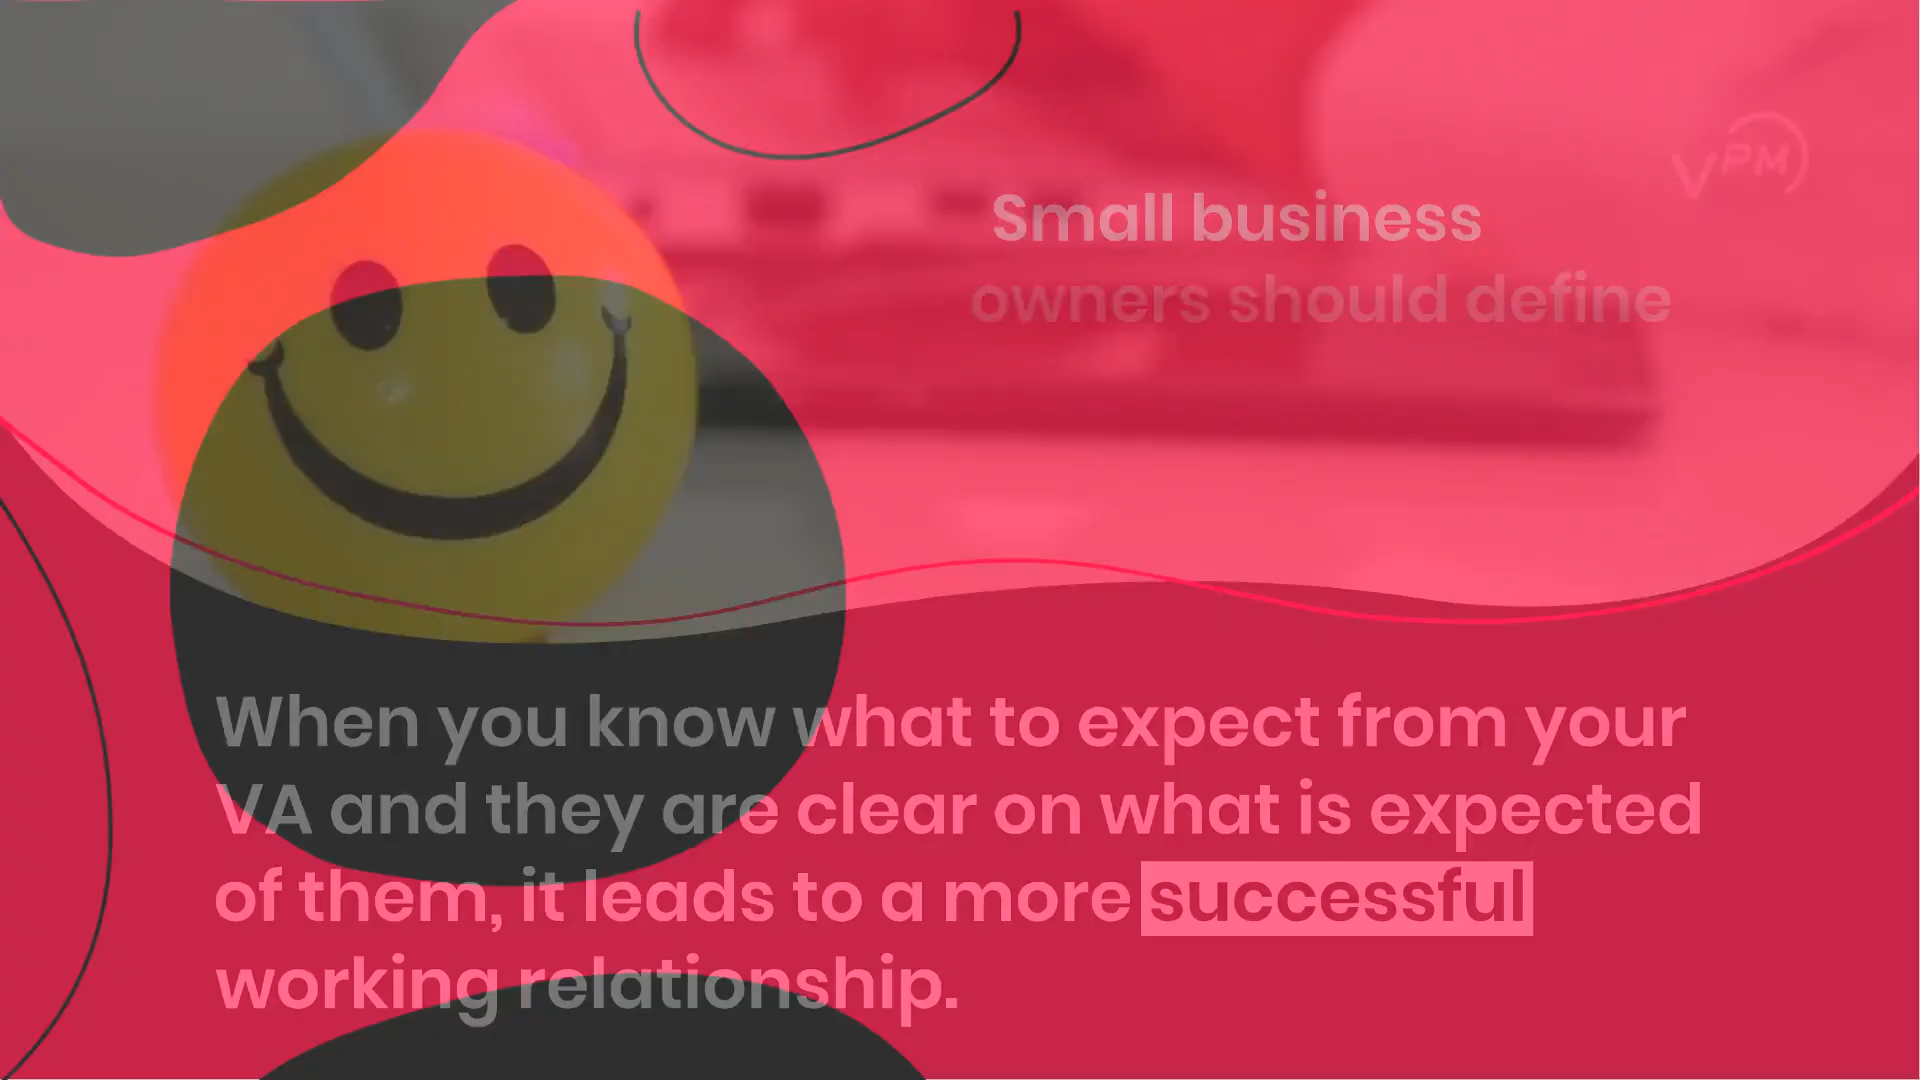 VPM
Small business
owners should define
When you know what to expect from your
VA and they are clear on what is expected
of them, it leads to a more successful
working relationship.